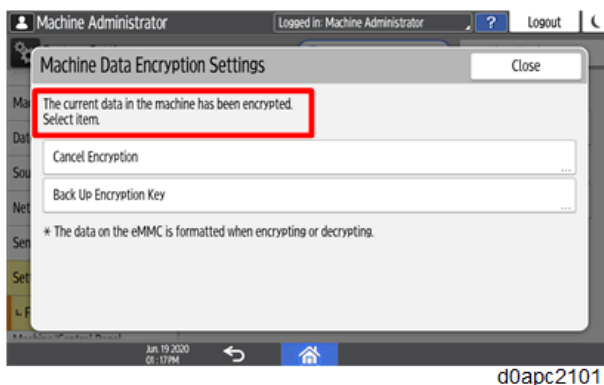 Machine Administrator
Logged in: Machine Administrator
?
Logout
Machine Data Encryption Settings
Close
The current data in the machine has been encrypted.
Select item.
Cancel Encryption
...
Back Up Encryption Key
...
* The data on the eMMC is formatted when encrypting or decrypting.
Jun. 19 2020
01 : 17 PM
d0apc2101